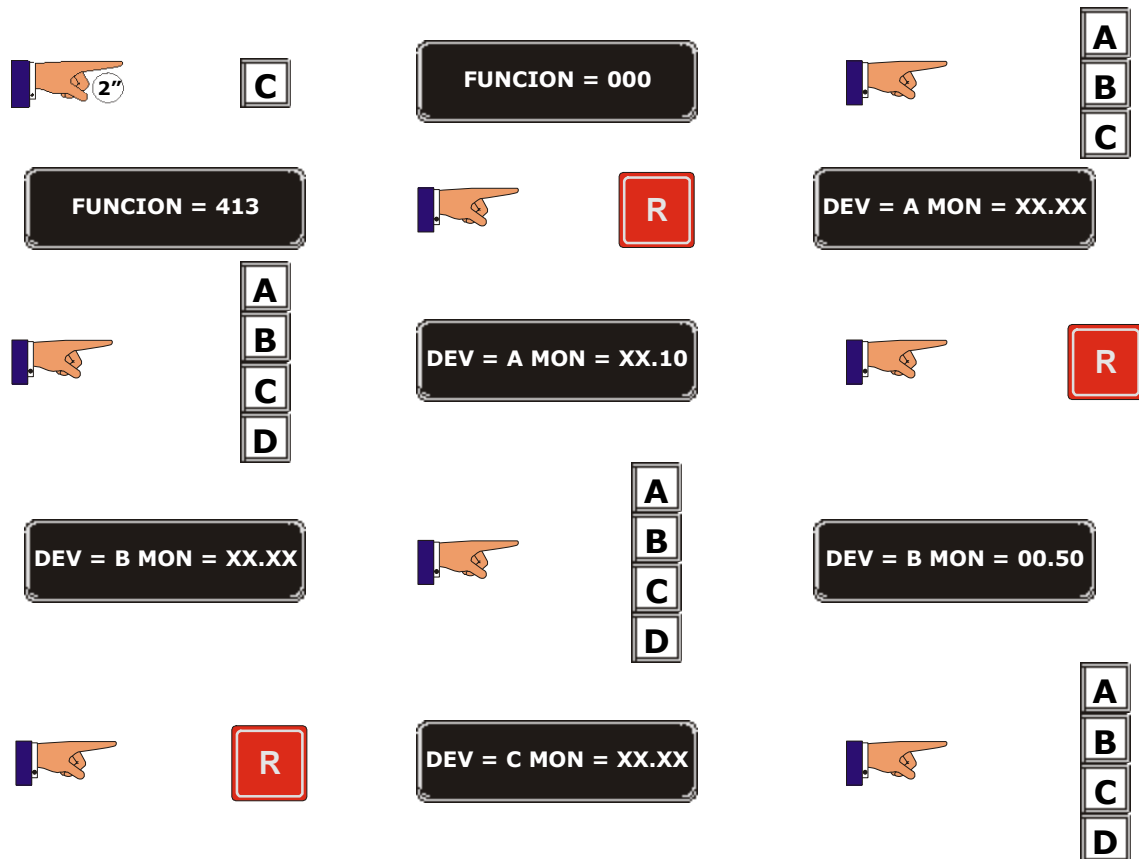 2”
C
FUNCION = 000
A
B
C
FUNCION = 413
R
DEV = A MON = XX.XX
A
B
C
D
DEV = A MON = XX.10
R
DEV = B MON = XX.XX
A
B
C
D
DEV = B MON = 00.50
R
DEV = C MON = XX.XX
A
B
C
D